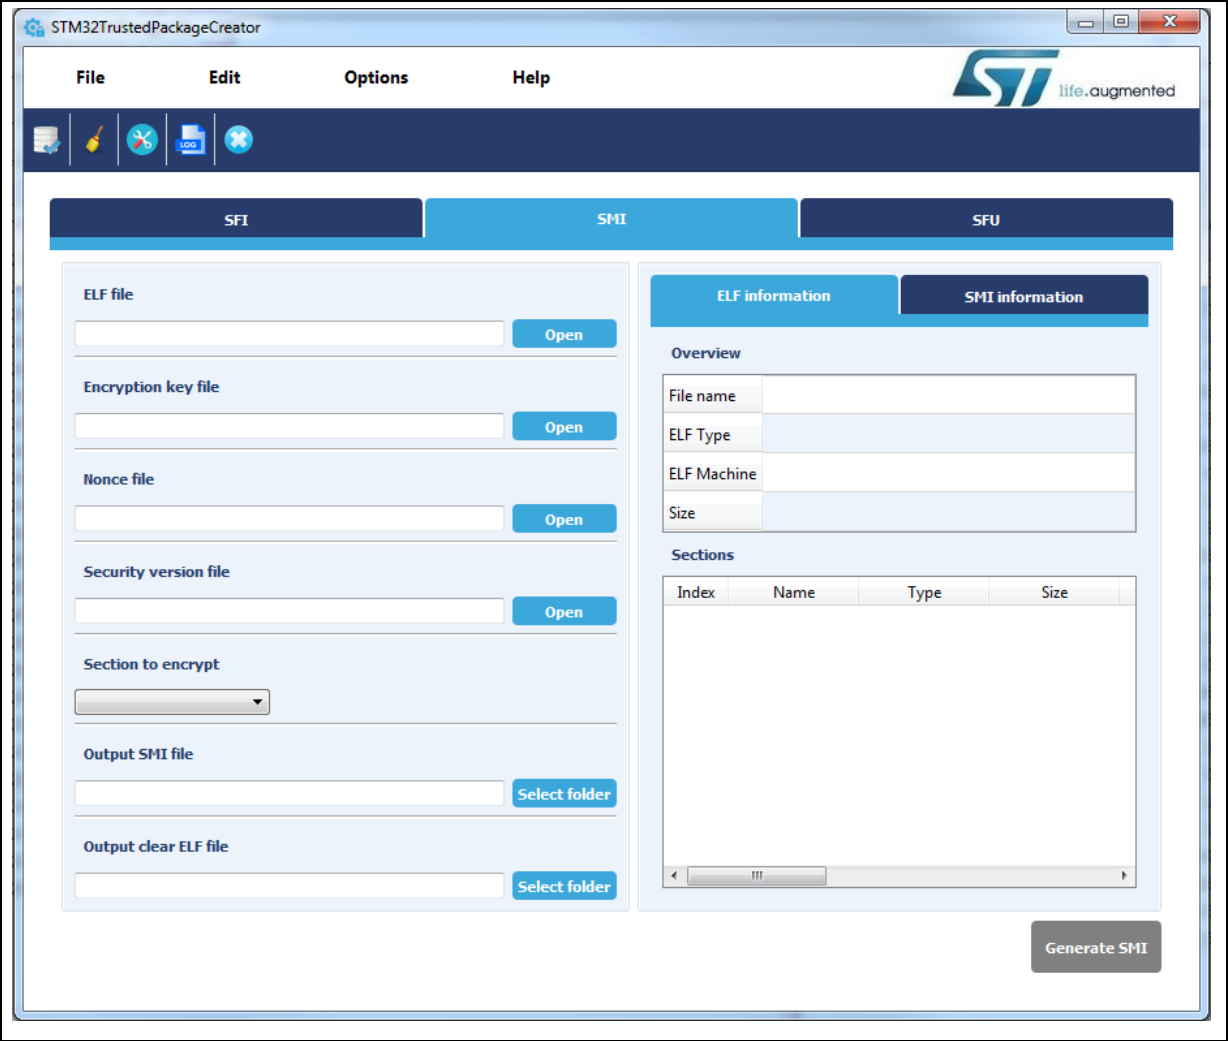 STM32TrustedPackageCreator
File Edit Options Help
ST life.augmented
LOG
SFI SMI SFU
ELF file
Open
Encryption key file
Open
Nonce file
Open
Security version file
Open
Section to encrypt
Output SMI file
Select folder
Output clear ELF file
Select folder
ELF information SMI information
Overview
File name
ELF Type
ELF Machine
Size
Sections
Index Name Type Size
Generate SMI